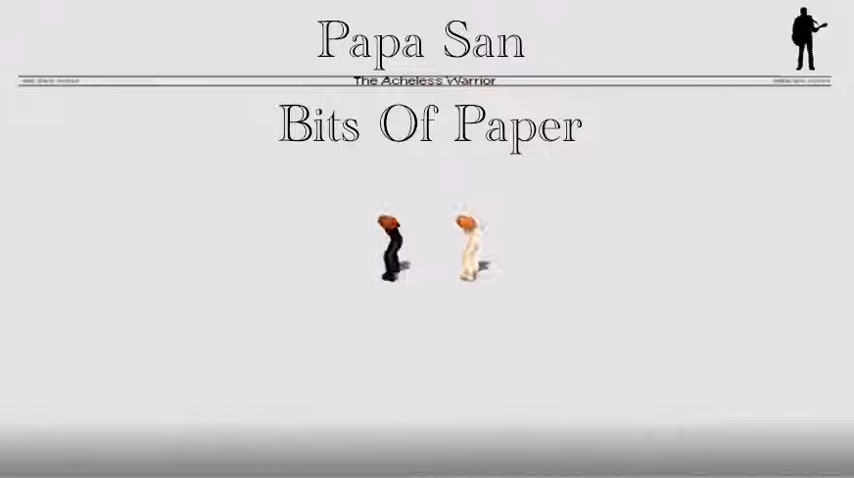 Papa San
The Acheless Warrior
Bits Of Paper